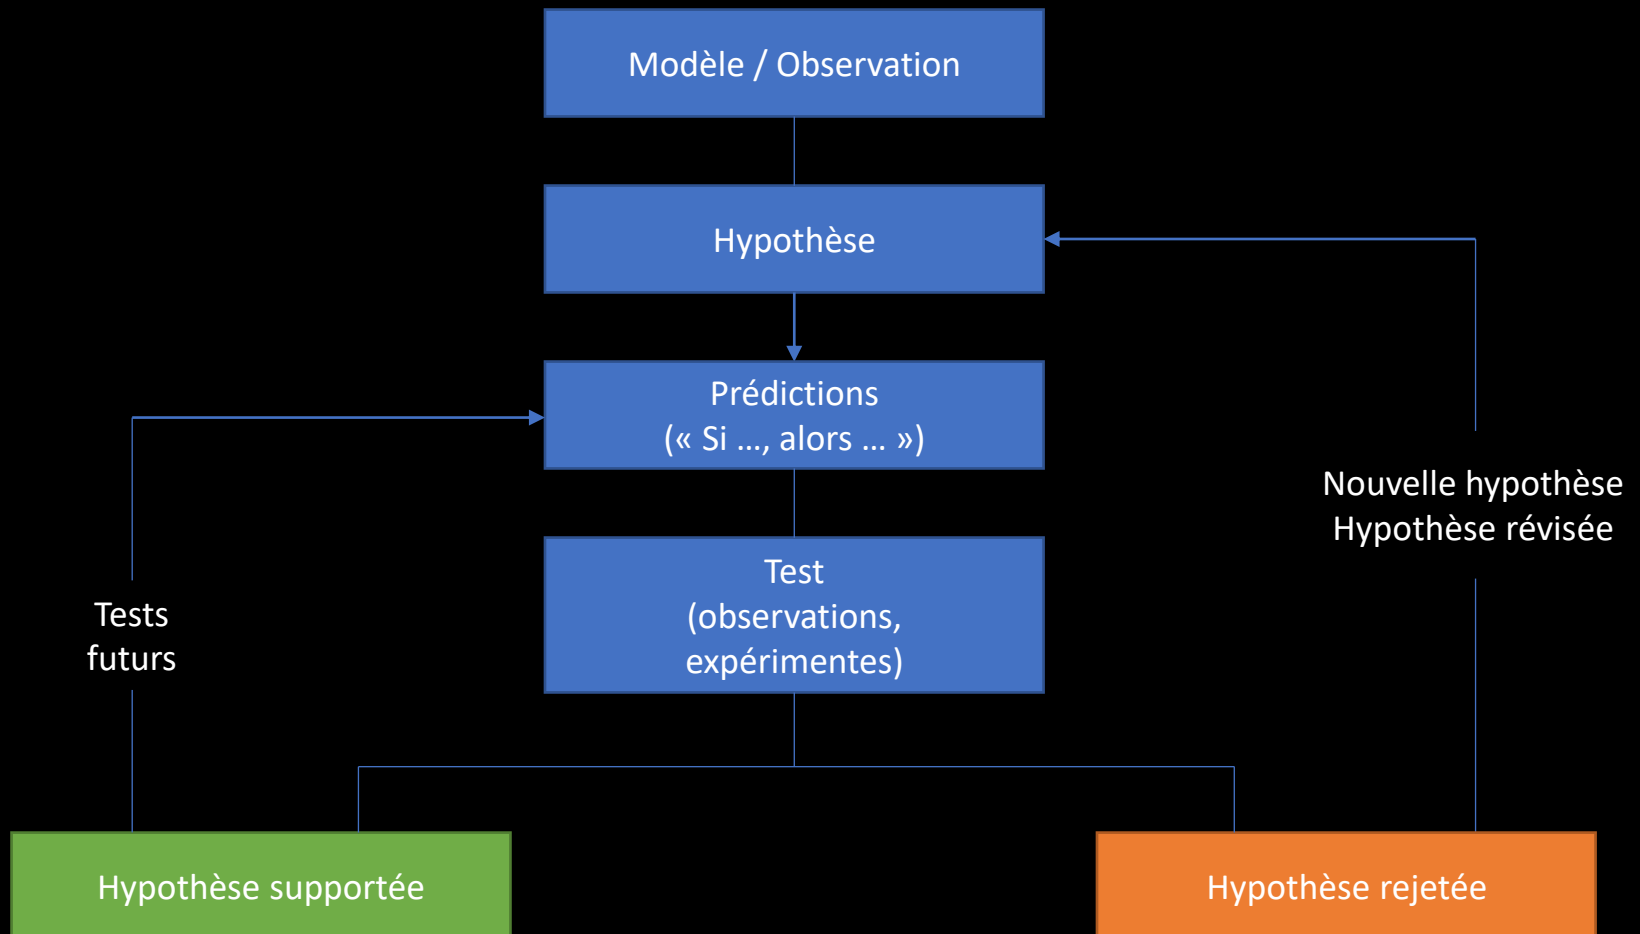 Modèle / Observation
Hypothèse
Prédictions
(« Si …, alors … »)
Nouvelle hypothèse
Hypothèse révisée
Test
(observations,
expérimentes)
Tests
futurs
Hypothèse supportée
Hypothèse rejetée